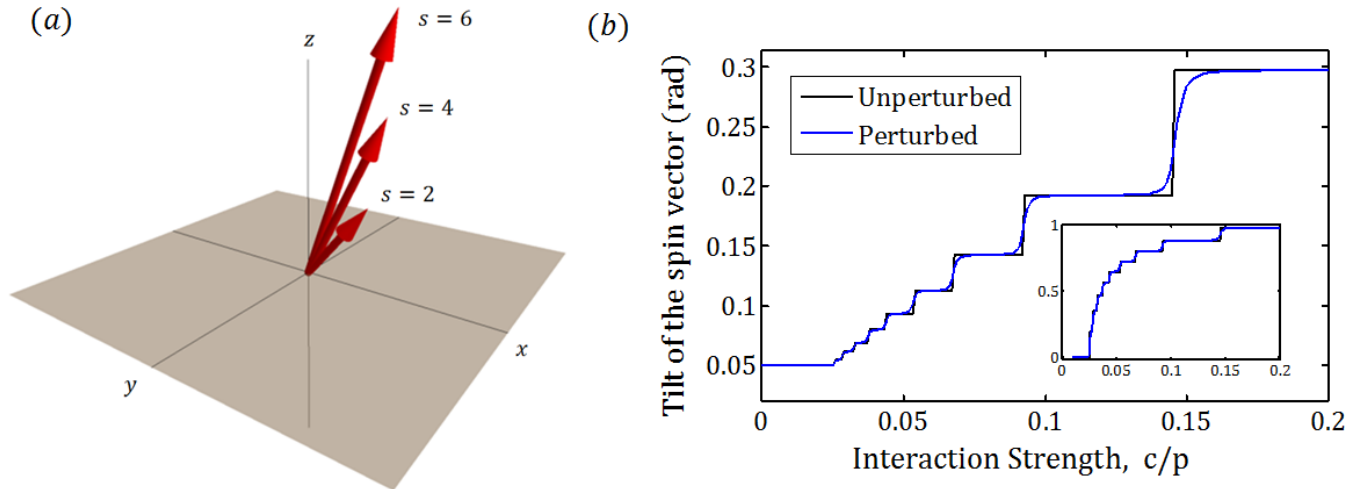 (a)
s = 6
z
s = 4
s = 2
x
y
(b)
Tilt of the spin vector (rad)
0.3
0.25
0.2
0.15
0.1
0.05
Unperturbed
Perturbed
1
0.5
0
0 0.05 0.1 0.15 0.2
0 0.05 0.1 0.15 0.2
Interaction Strength, c/p